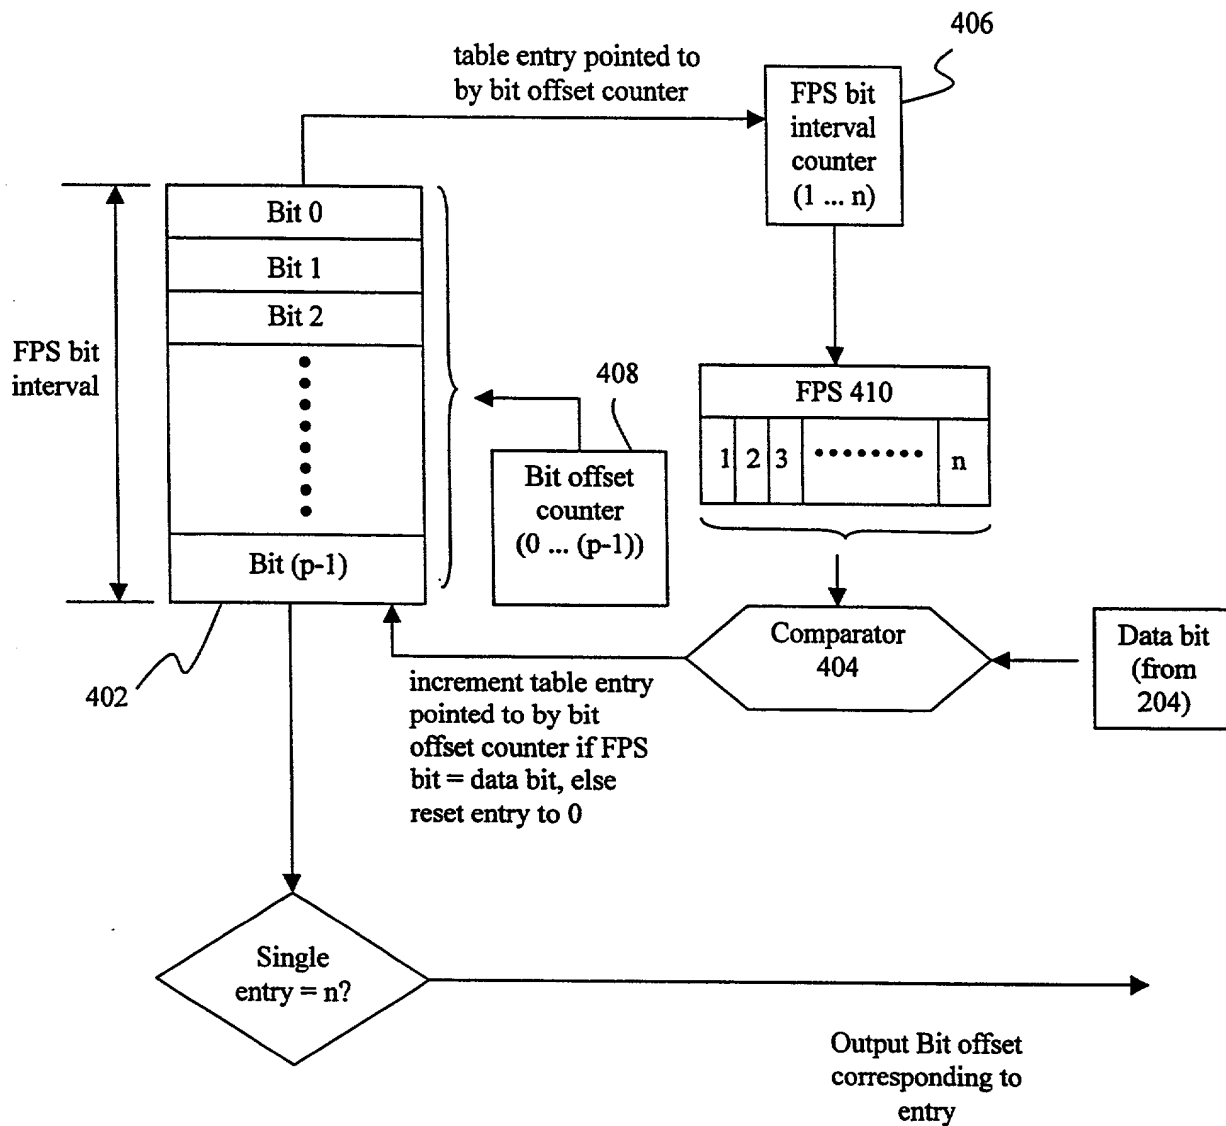 406
table entry pointed to
by bit offset counter
FPS bit
interval
counter
(1 ... n)
Bit 0
Bit 1
Bit 2
Bit (p-1)
FPS bit
interval
408
Bit offset
counter
(0 ... (p-1))
FPS 410
1 2 3 ........ n
Comparator
404
Data bit
(from
204)
402
increment table entry
pointed to by bit
offset counter if FPS
bit = data bit, else
reset entry to 0
Single
entry = n?
Output Bit offset
corresponding to
entry